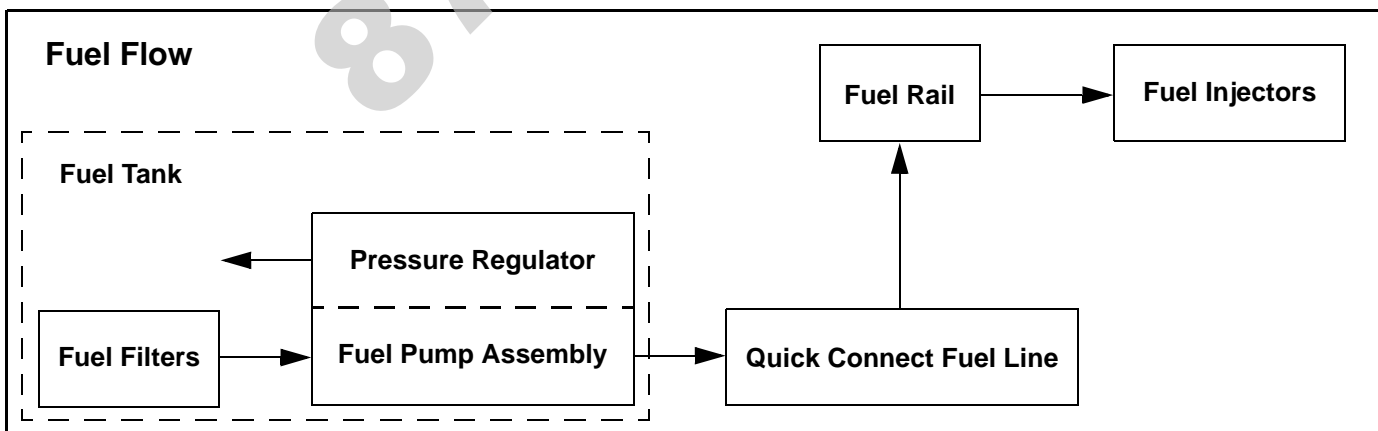 Fuel Flow
Fuel Rail
Fuel Injectors
Fuel Tank
Pressure Regulator
Fuel Filters
Fuel Pump Assembly
Quick Connect Fuel Line